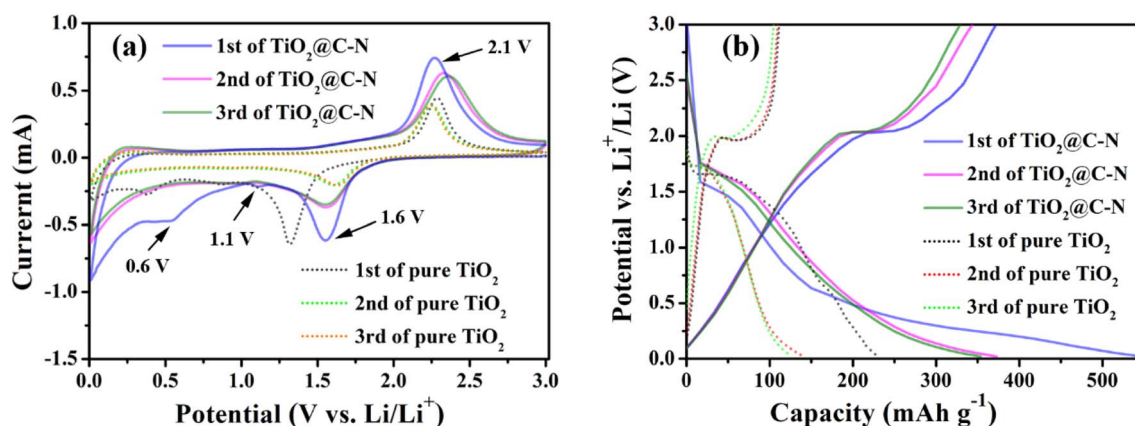 (a)
1st of TiO₂@C-N
2nd of TiO₂@C-N
3rd of TiO₂@C-N
2.1 V
1.6 V
1.1 V
0.6 V
1st of pure TiO₂
2nd of pure TiO₂
3rd of pure TiO₂
1.0
0.5
0.0
-0.5
-1.0
-1.5
0.0 0.5 1.0 1.5 2.0 2.5 3.0
Currernt (mA)
Potential (V vs. Li/Li⁺)
(b)
1st of TiO₂@C-N
2nd of TiO₂@C-N
3rd of TiO₂@C-N
1st of pure TiO₂
2nd of pure TiO₂
3rd of pure TiO₂
3.0
2.5
2.0
1.5
1.0
0.5
0.0
0 100 200 300 400 500
Potential vs. Li⁺/Li (V)
Capacity (mAh g⁻¹)